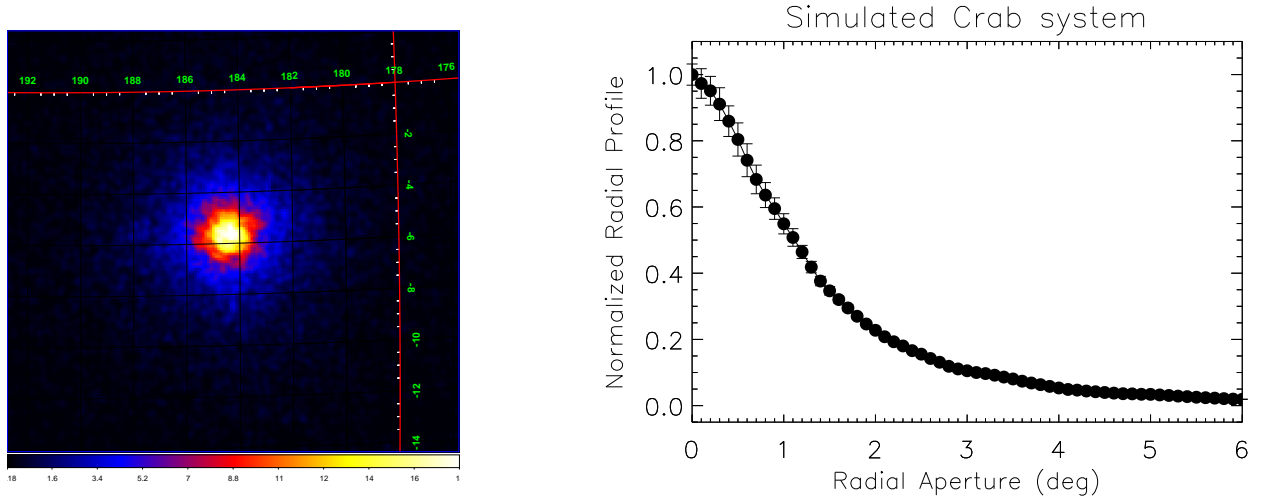 192 190 188 186 184 182 180 178 176
-2
-4
-6
-8
-10
-12
-14
.18 1.6 3.4 5.2 7 8.8 11 12 14 16 1
Simulated Crab system
Normalized Radial Profile
1.0
0.8
0.6
0.4
0.2
0.0
0 1 2 3 4 5 6
Radial Aperture (deg)